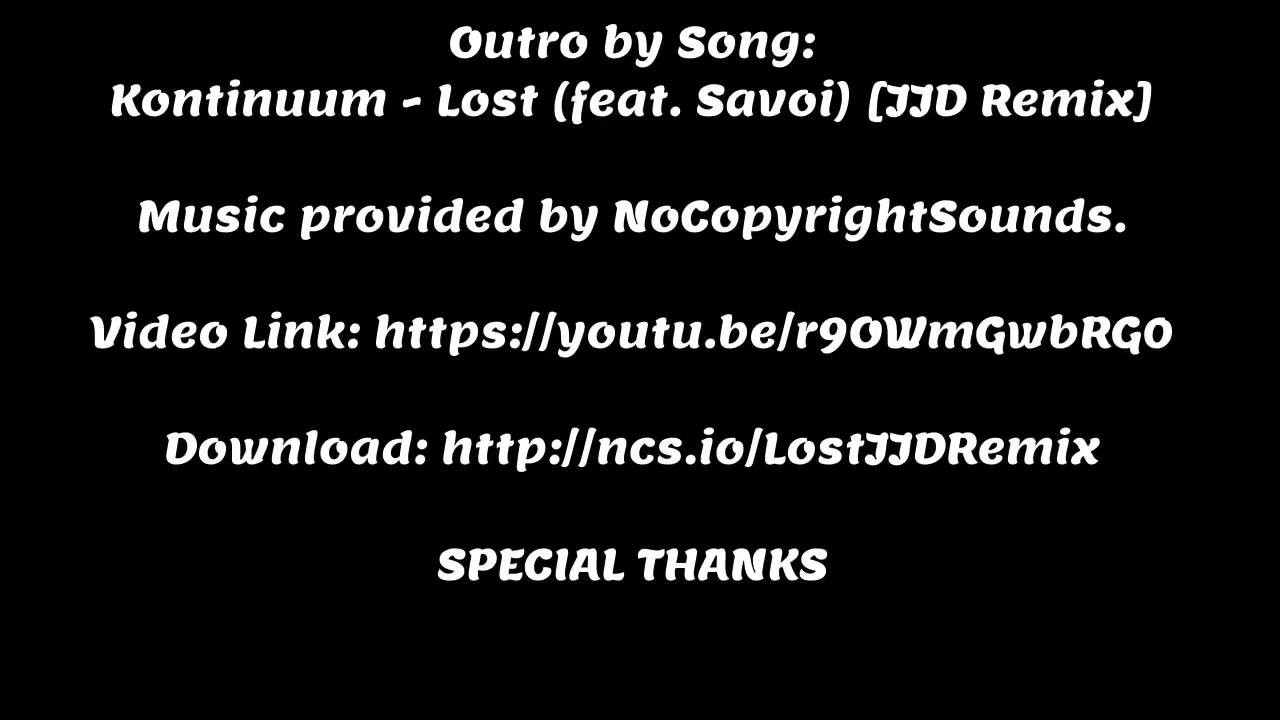 Outro by Song:
Kontinuum - Lost (feat. Savoi) [JJD Remix]
Music provided by NoCopyrightSounds.
Video Link: https://youtu.be/r9OWmGwbRG0
Download: http://ncs.io/LostJJDRemix
SPECIAL THANKS